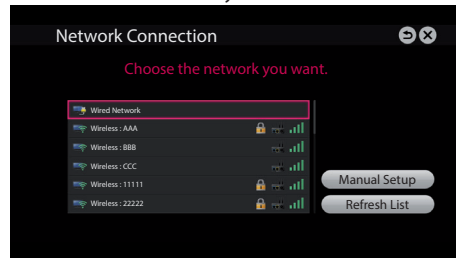 Network Connection
Choose the network you want.
Wired Network
Wireless : AAA
Wireless : BBB
Wireless : CCC
Wireless : 11111
Wireless : 22222
Manual Setup
Refresh List